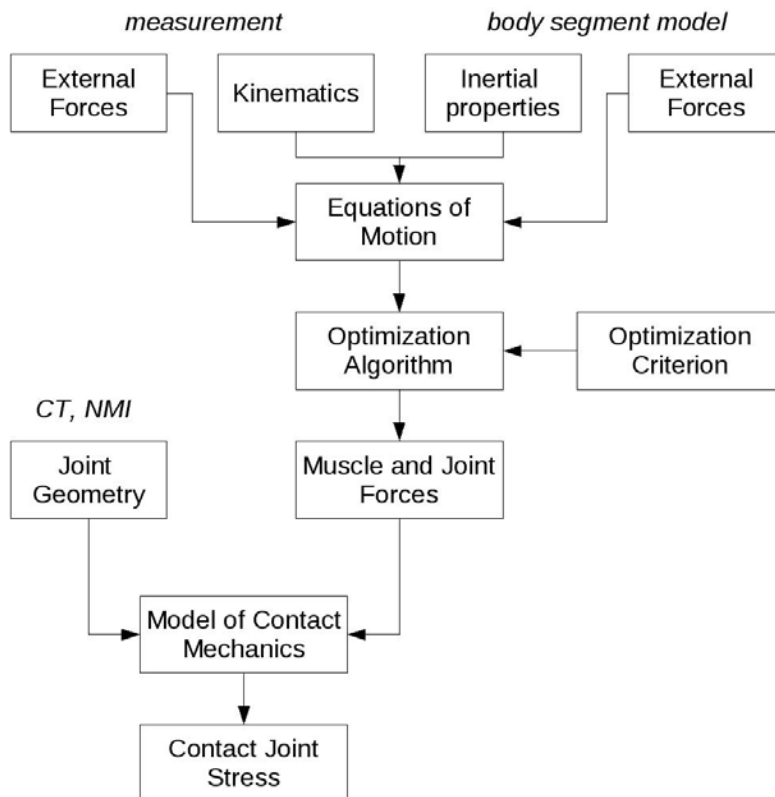 measurement
body segment model
External
Forces
Kinematics
Inertial
properties
External
Forces
Equations of
Motion
Optimization
Algorithm
Optimization
Criterion
CT, NMI
Joint
Geometry
Muscle and Joint
Forces
Model of Contact
Mechanics
Contact Joint
Stress